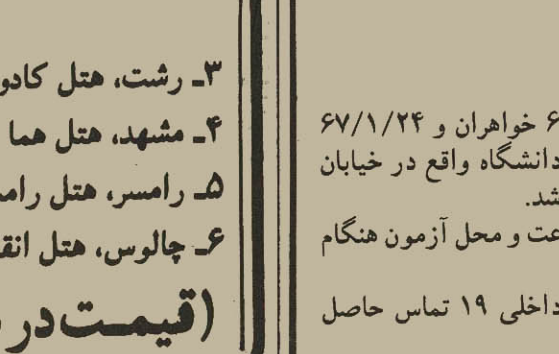 ۶ خواهران و ۶۷/۱/۲۴
دانشگاه واقع در خیابان
شد.
عت و محل آزمون هنگام
داخلی ۱۹ تماس حاصل
۳ـ رشت، هتل کادو
۴ـ مشهد، هتل هما
۵ـ رامسر، هتل رام
۶ـ چالوس، هتل انق
(قیمت در